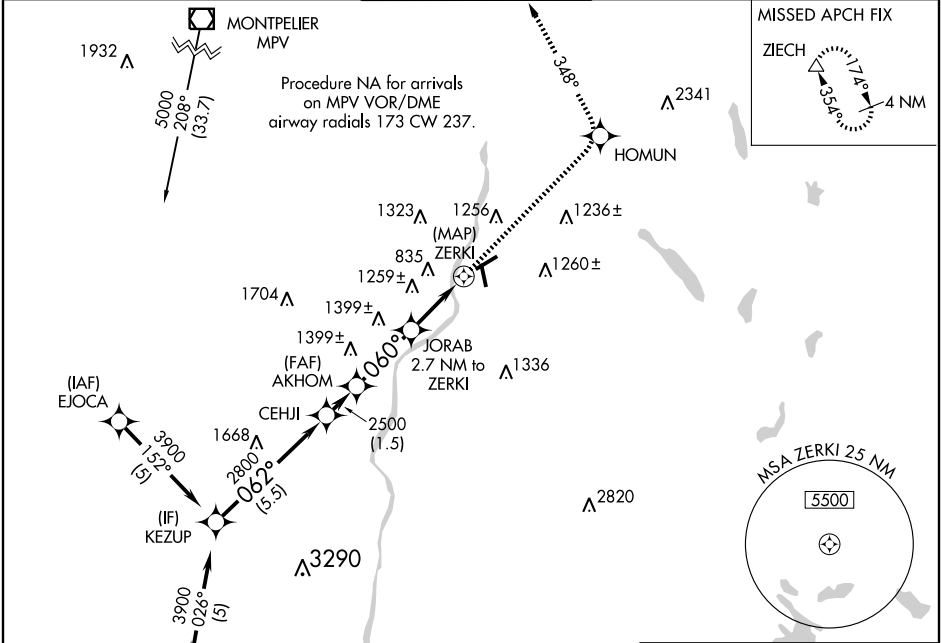 MONTPELIER
MPV
1932
5000
208°
(33.7)
Procedure NA for arrivals
on MPV VOR/DME
airway radials 173 CW 237.
348°
2341
HOMUN
MISSED APCH FIX
ZIECH
174°
354°
4 NM
1323
1256
1236±
(MAP)
ZERKI
835
1259±
1260±
1704
1399±
1399±
060°
JORAB
2.7 NM to
ZERKI
1336
(FAF)
AKHOM
(IAF)
EJOCA
CEHJI
2500
(1.5)
3900
152°
(5)
1668
2800
062°
(5.5)
(IF)
KEZUP
3290
2820
3900
026°
(5)
MSA ZERKI 25 NM
5500